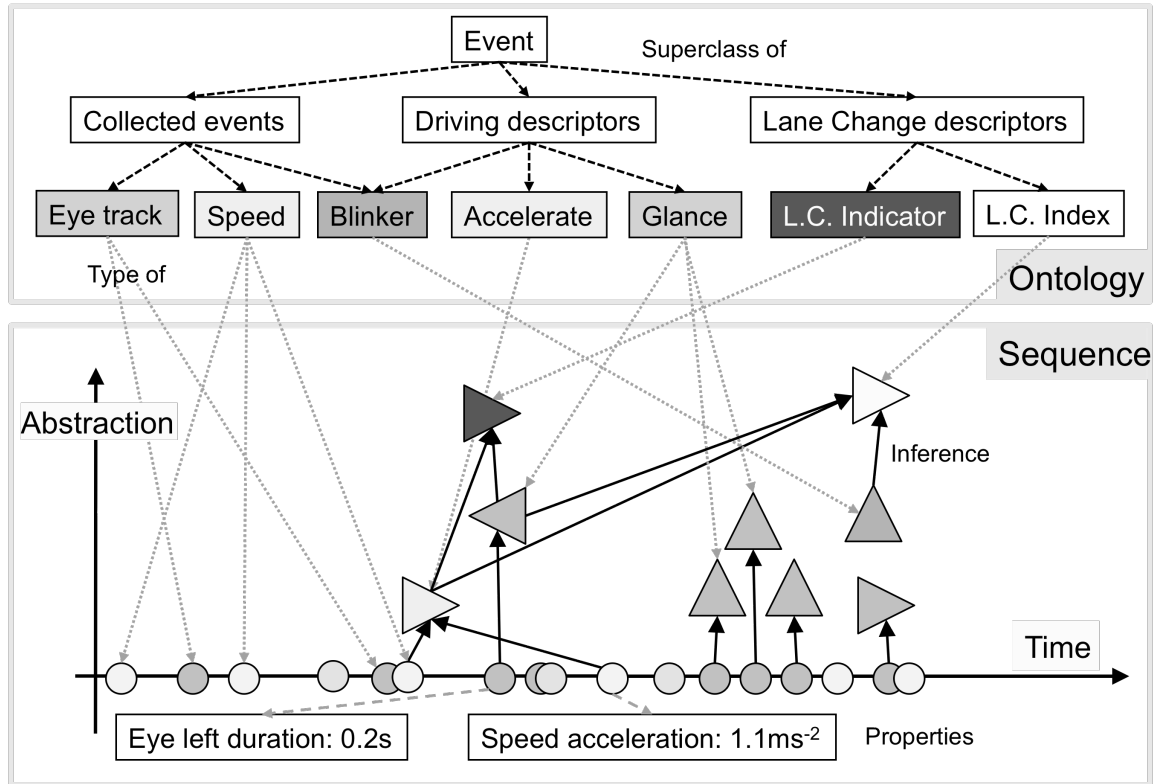 Event
Superclass of
Collected events
Driving descriptors
Lane Change descriptors
Eye track
Speed
Blinker
Accelerate
Glance
L.C. Indicator
L.C. Index
Type of
Ontology
Sequence
Abstraction
Inference
Time
Eye left duration: 0.2s
Speed acceleration: 1.1ms-2
Properties